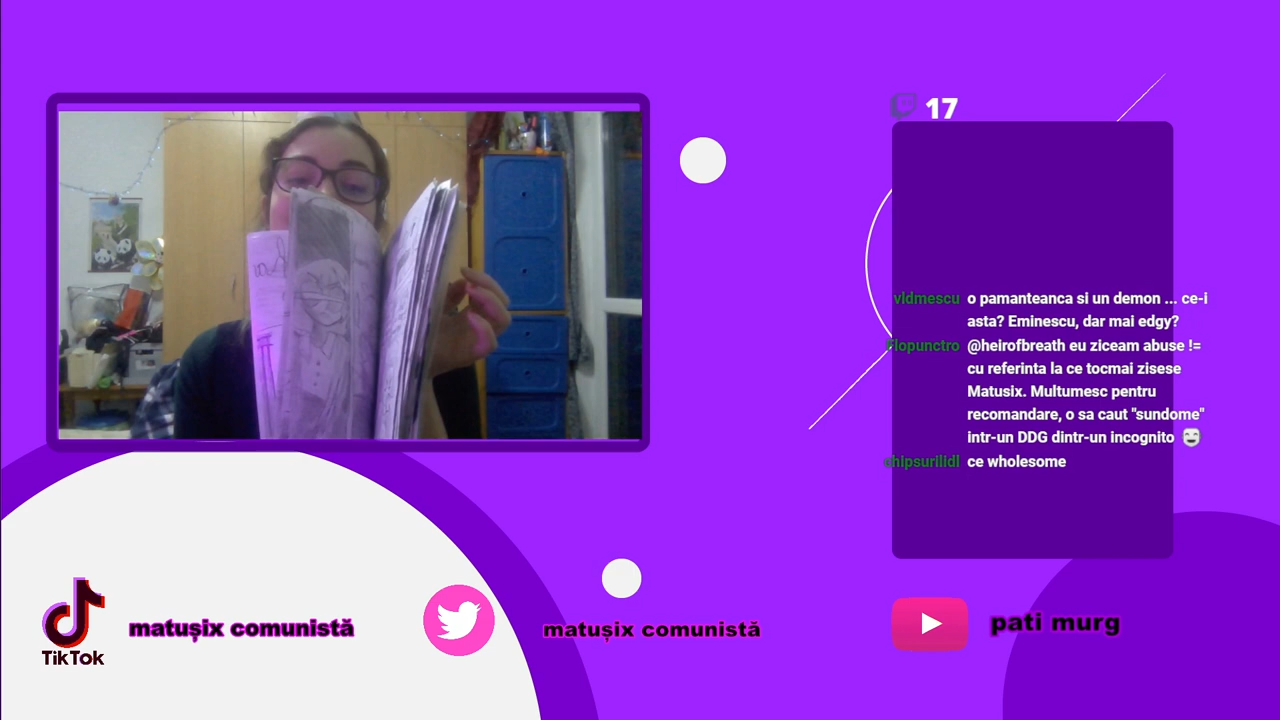 17
vldmescu o pamanteanca si un demon ... ce-i
asta? Eminescu, dar mai edgy?
flopunctro @heirofbreath eu ziceam abuse !=
cu referinta la ce tocmai zisese
Matusix. Multumesc pentru
recomandare, o sa caut "sundome"
intr-un DDG dintr-un incognito
chipsurilidl ce wholesome
TikTok
matușix comunistă
matușix comunistă
pati murg